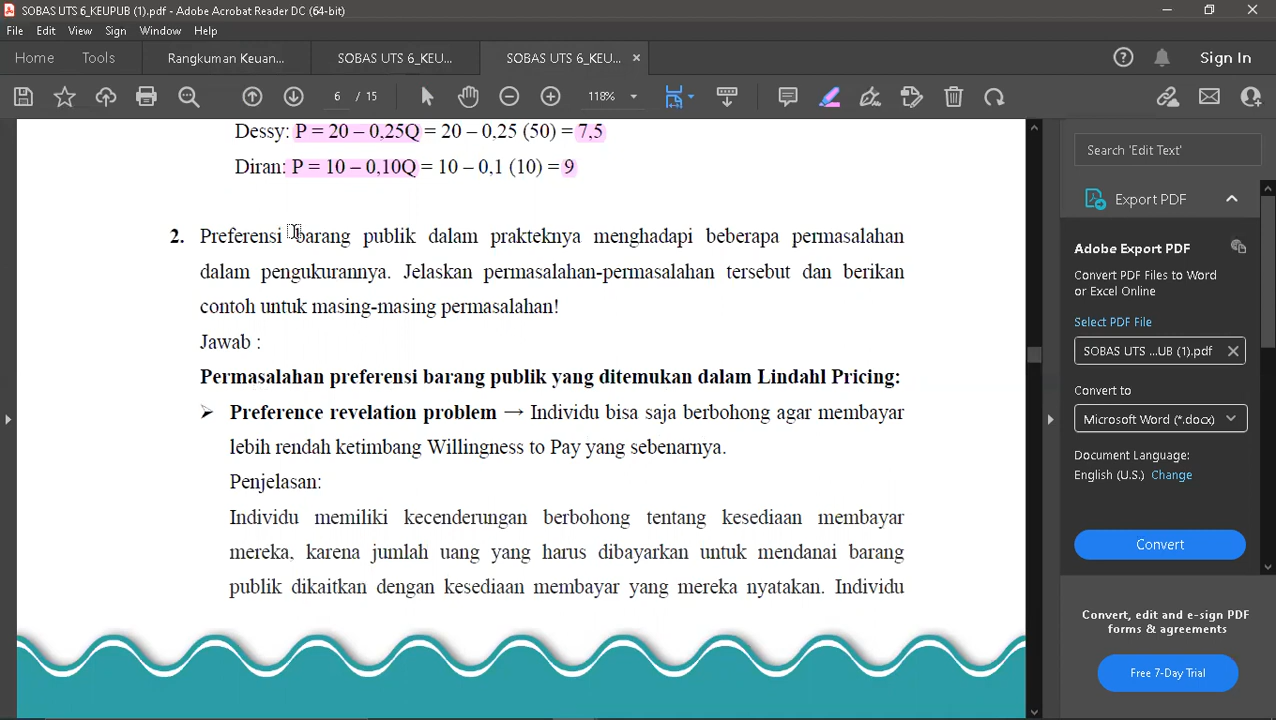 SOBAS UTS 6_KEUPUB (1).pdf - Adobe Acrobat Reader DC (64-bit)
File Edit View Sign Window Help
Home Tools Rangkuman Keuan... SOBAS UTS 6_KEU... SOBAS UTS 6_KEU... Sign In
6 / 15 118%
Dessy: P = 20 – 0,25Q = 20 – 0,25 (50) = 7,5
Diran: P = 10 – 0,10Q = 10 – 0,1 (10) = 9
2. Preferensi barang publik dalam prakteknya menghadapi beberapa permasalahan
dalam pengukurannya. Jelaskan permasalahan-permasalahan tersebut dan berikan
contoh untuk masing-masing permasalahan!
Jawab :
Permasalahan preferensi barang publik yang ditemukan dalam Lindahl Pricing:
➢ Preference revelation problem → Individu bisa saja berbohong agar membayar
lebih rendah ketimbang Willingness to Pay yang sebenarnya.
Penjelasan:
Individu memiliki kecenderungan berbohong tentang kesediaan membayar
mereka, karena jumlah uang yang harus dibayarkan untuk mendanai barang
publik dikaitkan dengan kesediaan membayar yang mereka nyatakan. Individu
Search 'Edit Text'
Export PDF
Adobe Export PDF
Convert PDF Files to Word
or Excel Online
Select PDF File
SOBAS UTS ...UB (1).pdf
Convert to
Microsoft Word (*.docx)
Document Language:
English (U.S.) Change
Convert
Convert, edit and e-sign PDF
forms & agreements
Free 7-Day Trial